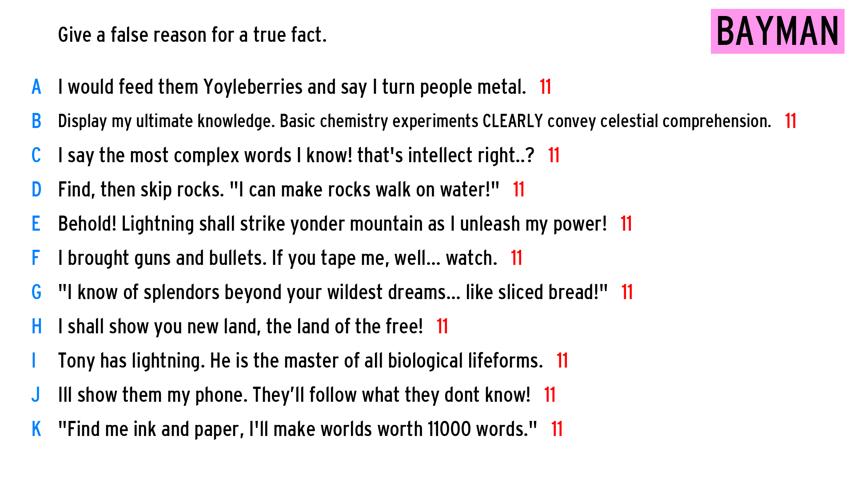 Give a false reason for a true fact.
BAYMAN
A I would feed them Yoyleberries and say I turn people metal. 11
B Display my ultimate knowledge. Basic chemistry experiments CLEARLY convey celestial comprehension. 11
C I say the most complex words I know! that's intellect right..? 11
D Find, then skip rocks. "I can make rocks walk on water!" 11
E Behold! Lightning shall strike yonder mountain as I unleash my power! 11
F I brought guns and bullets. If you tape me, well... watch. 11
G "I know of splendors beyond your wildest dreams... like sliced bread!" 11
H I shall show you new land, the land of the free! 11
I Tony has lightning. He is the master of all biological lifeforms. 11
J Ill show them my phone. They'll follow what they dont know! 11
K "Find me ink and paper, I'll make worlds worth 11000 words." 11